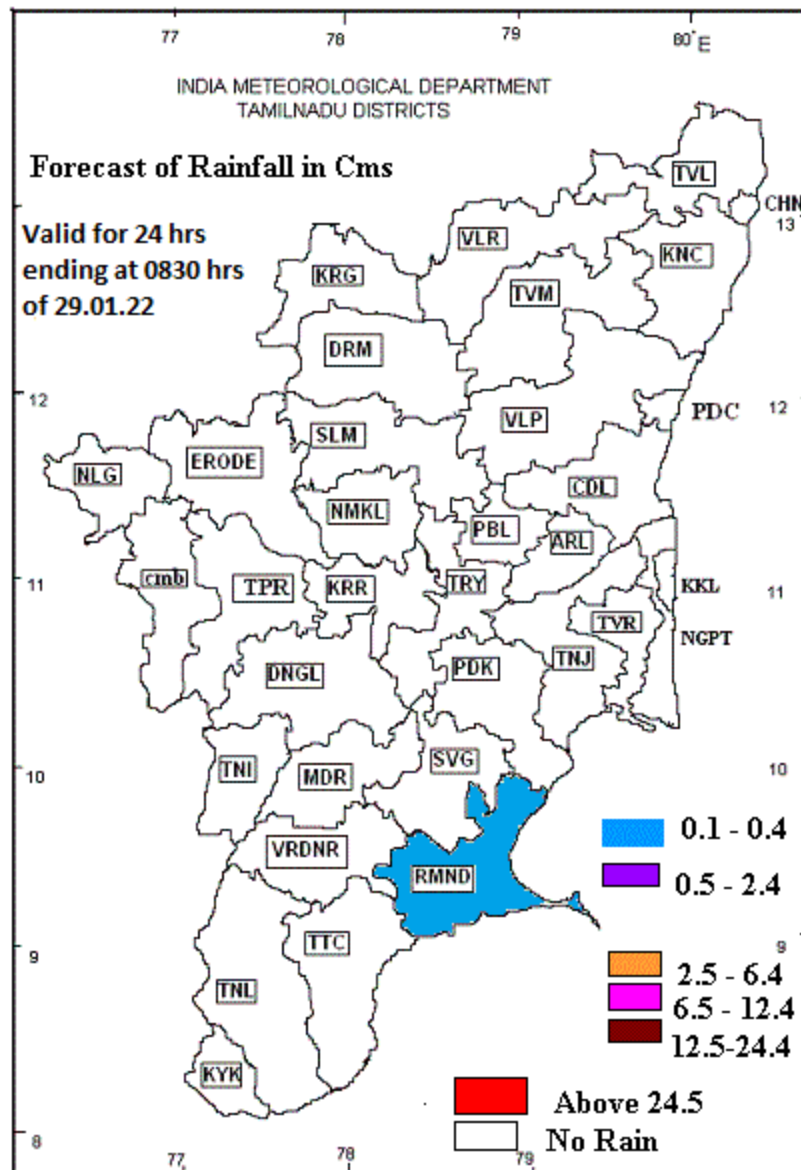 77 78 79 80° E
INDIA METEOROLOGICAL DEPARTMENT
TAMILNADU DISTRICTS
Forecast of Rainfall in Cms
Valid for 24 hrs
ending at 0830 hrs
of 29.01.22
TVL
CHN
13
VLR
KNC
KRG
TVM
DRM
12
12
PDC
VLP
SLM
ERODE
NLG
CDL
NMKL
PBL
ARL
11
cmb
TPR
KRR
TRY
KKL
11
TVR
NGPT
DNGL
PDK
TNJ
10
TNI
MDR
SVG
10
VRDNR
RMND
0.1 - 0.4
0.5 - 2.4
9
TTC
9
TNL
2.5 - 6.4
6.5 - 12.4
12.5-24.4
KYK
Above 24.5
No Rain
8
77 78 79